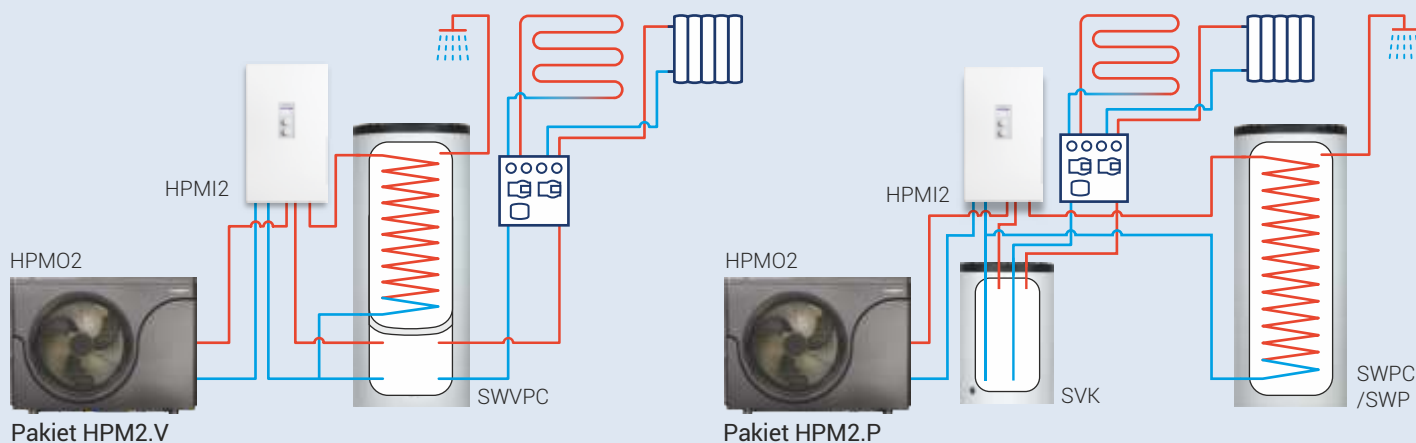 HPMI2
HPMO2
SWVPC
Pakiet HPM2.V
HPMI2
HPMO2
SVK
SWPC
/SWP
Pakiet HPM2.P